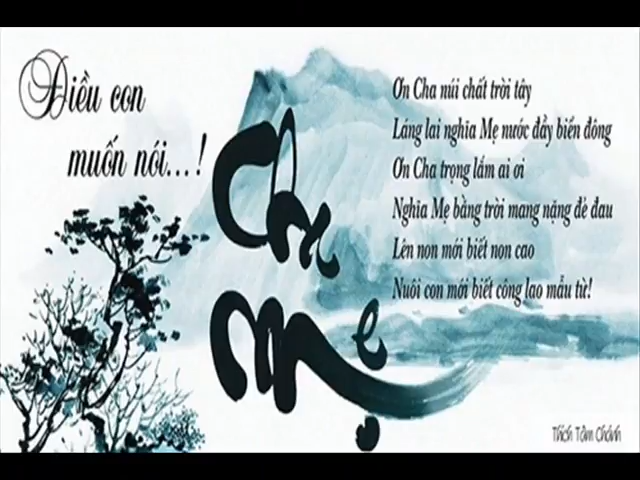 Điều con
muốn nói...!
Cha
Mẹ
Ơn Cha núi chất trời tây
Láng lai nghĩa Mẹ nước đầy biển đông
Ơn Cha trọng lắm ai ơi
Nghĩa Mẹ bằng trời mang nặng đẻ đau
Lên non mới biết non cao
Nuôi con mới biết công lao mẫu từ!
Thích Tâm Chánh